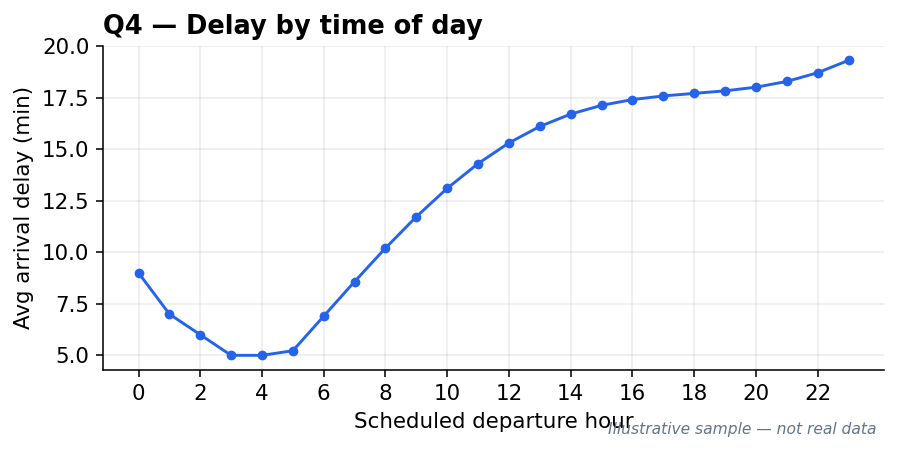 Q4 — Delay by time of day
Avg arrival delay (min)
20.0
17.5
15.0
12.5
10.0
7.5
5.0
0 2 4 6 8 10 12 14 16 18 20 22
Scheduled departure hour
Illustrative sample — not real data